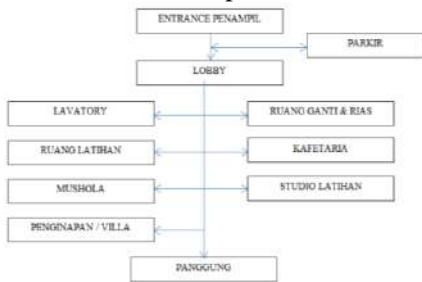 ENTRANCE PENAMPIL
PARKIR
LOBBY
LAVATORY
RUANG GANTI & RIAS
RUANG LATIHAN
KAFETARIA
MUSHOLA
STUDIO LATIHAN
PENGINAPAN / VILLA
PANGGUNG